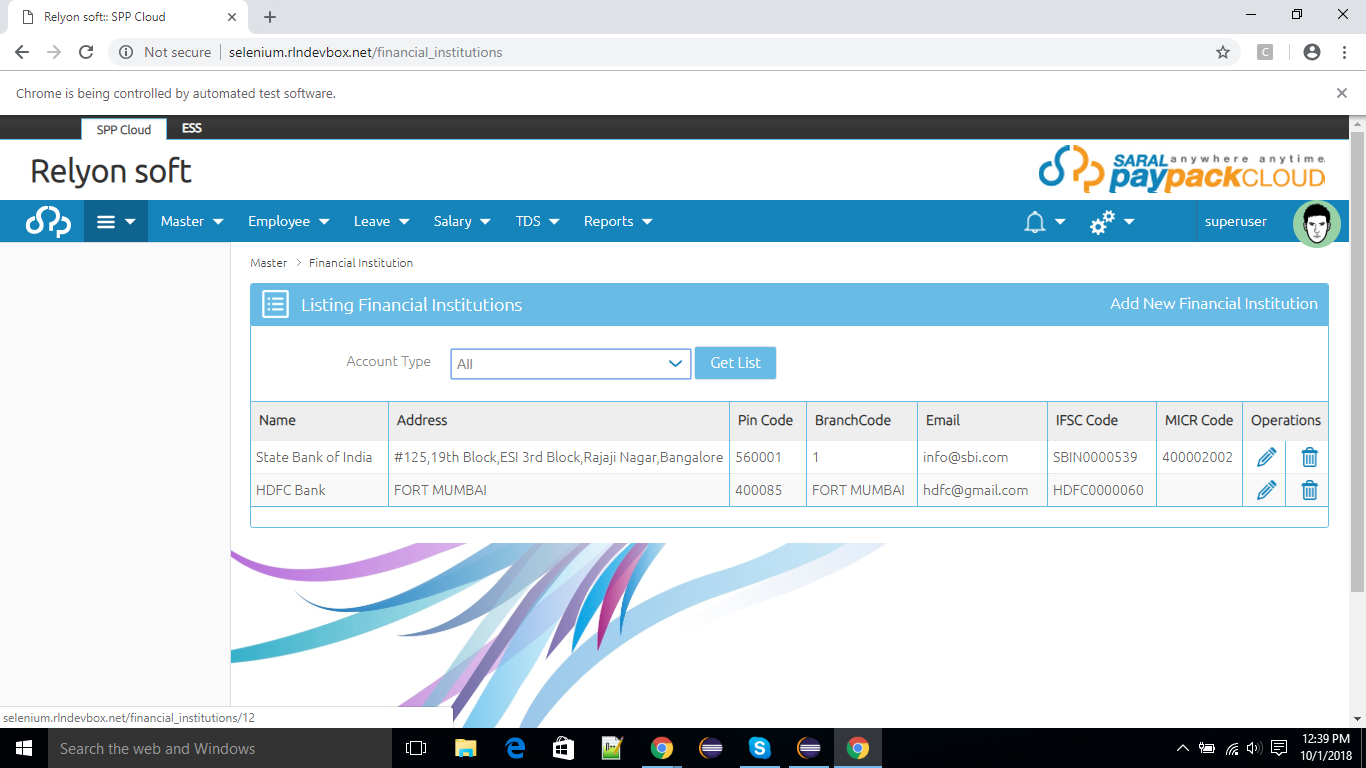 Relyon soft:: SPP Cloud
Not secure selenium.rlndevbox.net/financial_institutions
C
Chrome is being controlled by automated test software.
SPP Cloud ESS
Relyon soft
SARAL anywhere anytime
paypackCLOUD
Master Employee Leave Salary TDS Reports superuser
Master > Financial Institution
Listing Financial Institutions Add New Financial Institution
Account Type All Get List
Name Address Pin Code BranchCode Email IFSC Code MICR Code Operations
State Bank of India #125,19th Block,ESI 3rd Block,Rajaji Nagar,Bangalore 560001 1 info@sbi.com SBIN0000539 400002002
HDFC Bank FORT MUMBAI 400085 FORT MUMBAI hdfc@gmail.com HDFC0000060
selenium.rlndevbox.net/financial_institutions/12
Search the web and Windows
12:39 PM
10/1/2018